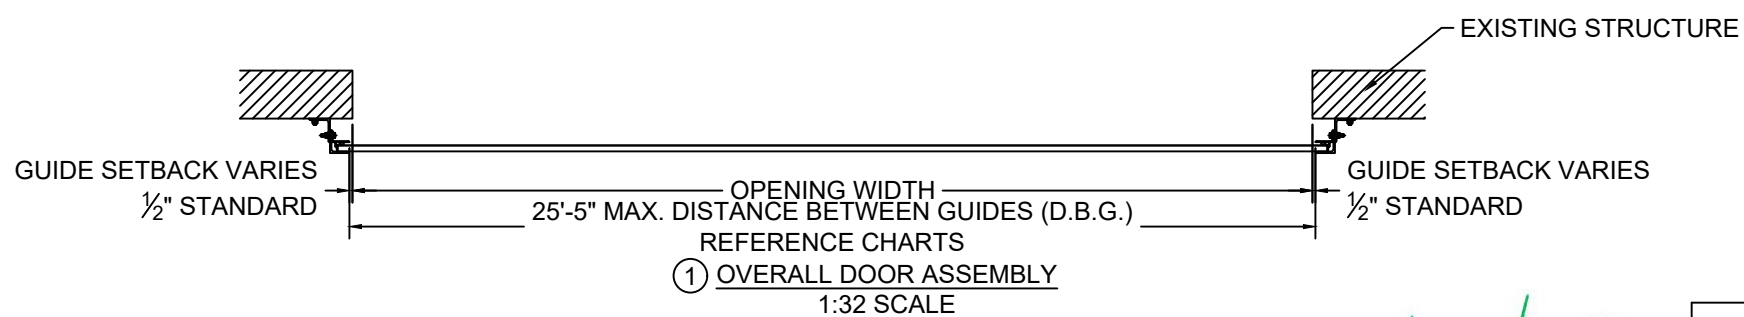 EXISTING STRUCTURE
GUIDE SETBACK VARIES
½" STANDARD
OPENING WIDTH
25'-5" MAX. DISTANCE BETWEEN GUIDES (D.B.G.)
REFERENCE CHARTS
GUIDE SETBACK VARIES
½" STANDARD
1 OVERALL DOOR ASSEMBLY
1:32 SCALE